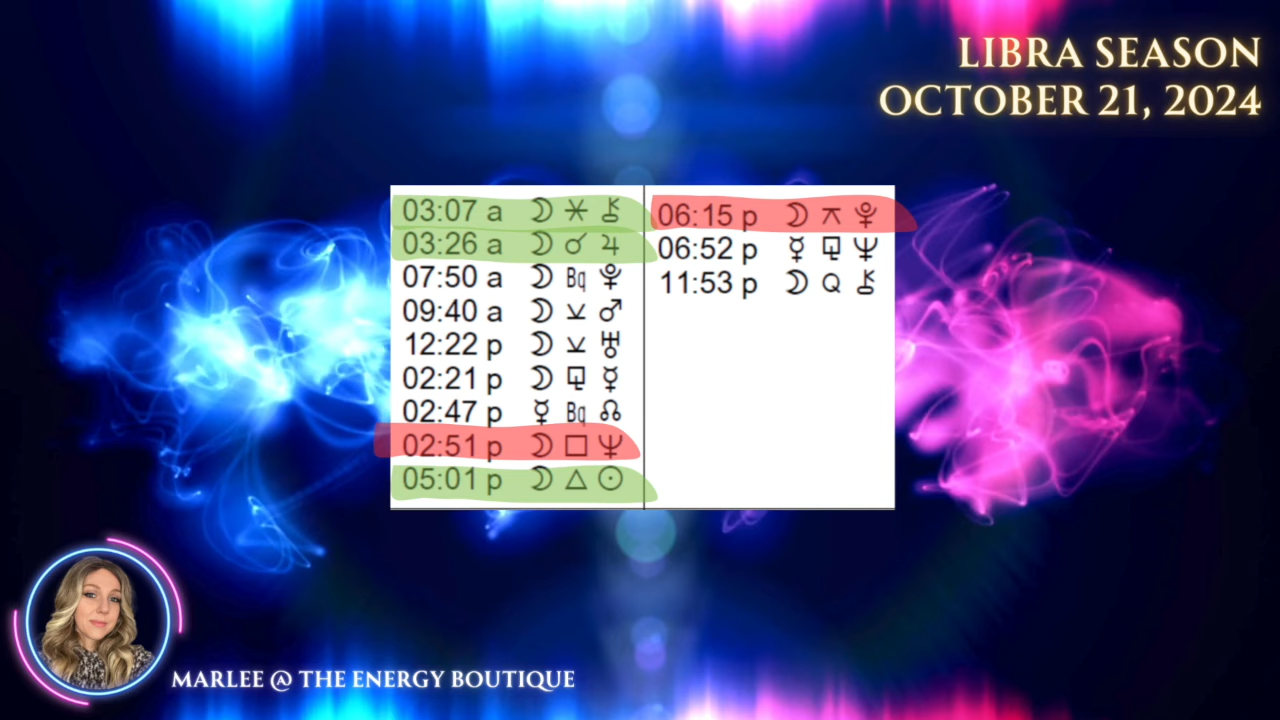 LIBRA SEASON
OCTOBER 21, 2024
03:07 a ☽ ⚹ ⚷
03:26 a ☽ ☌ ♃
07:50 a ☽ Bq ♇
09:40 a ☽ ⚺ ♂
12:22 p ☽ ⚺ ♅
02:21 p ☽ ⚼ ☿
02:47 p ☿ Bq ☊
02:51 p ☽ □ ♆
05:01 p ☽ △ ☉
06:15 p ☽ ⚻ ♇
06:52 p ☿ ⚼ ♆
11:53 p ☽ Q ⚷
MARLEE @ THE ENERGY BOUTIQUE